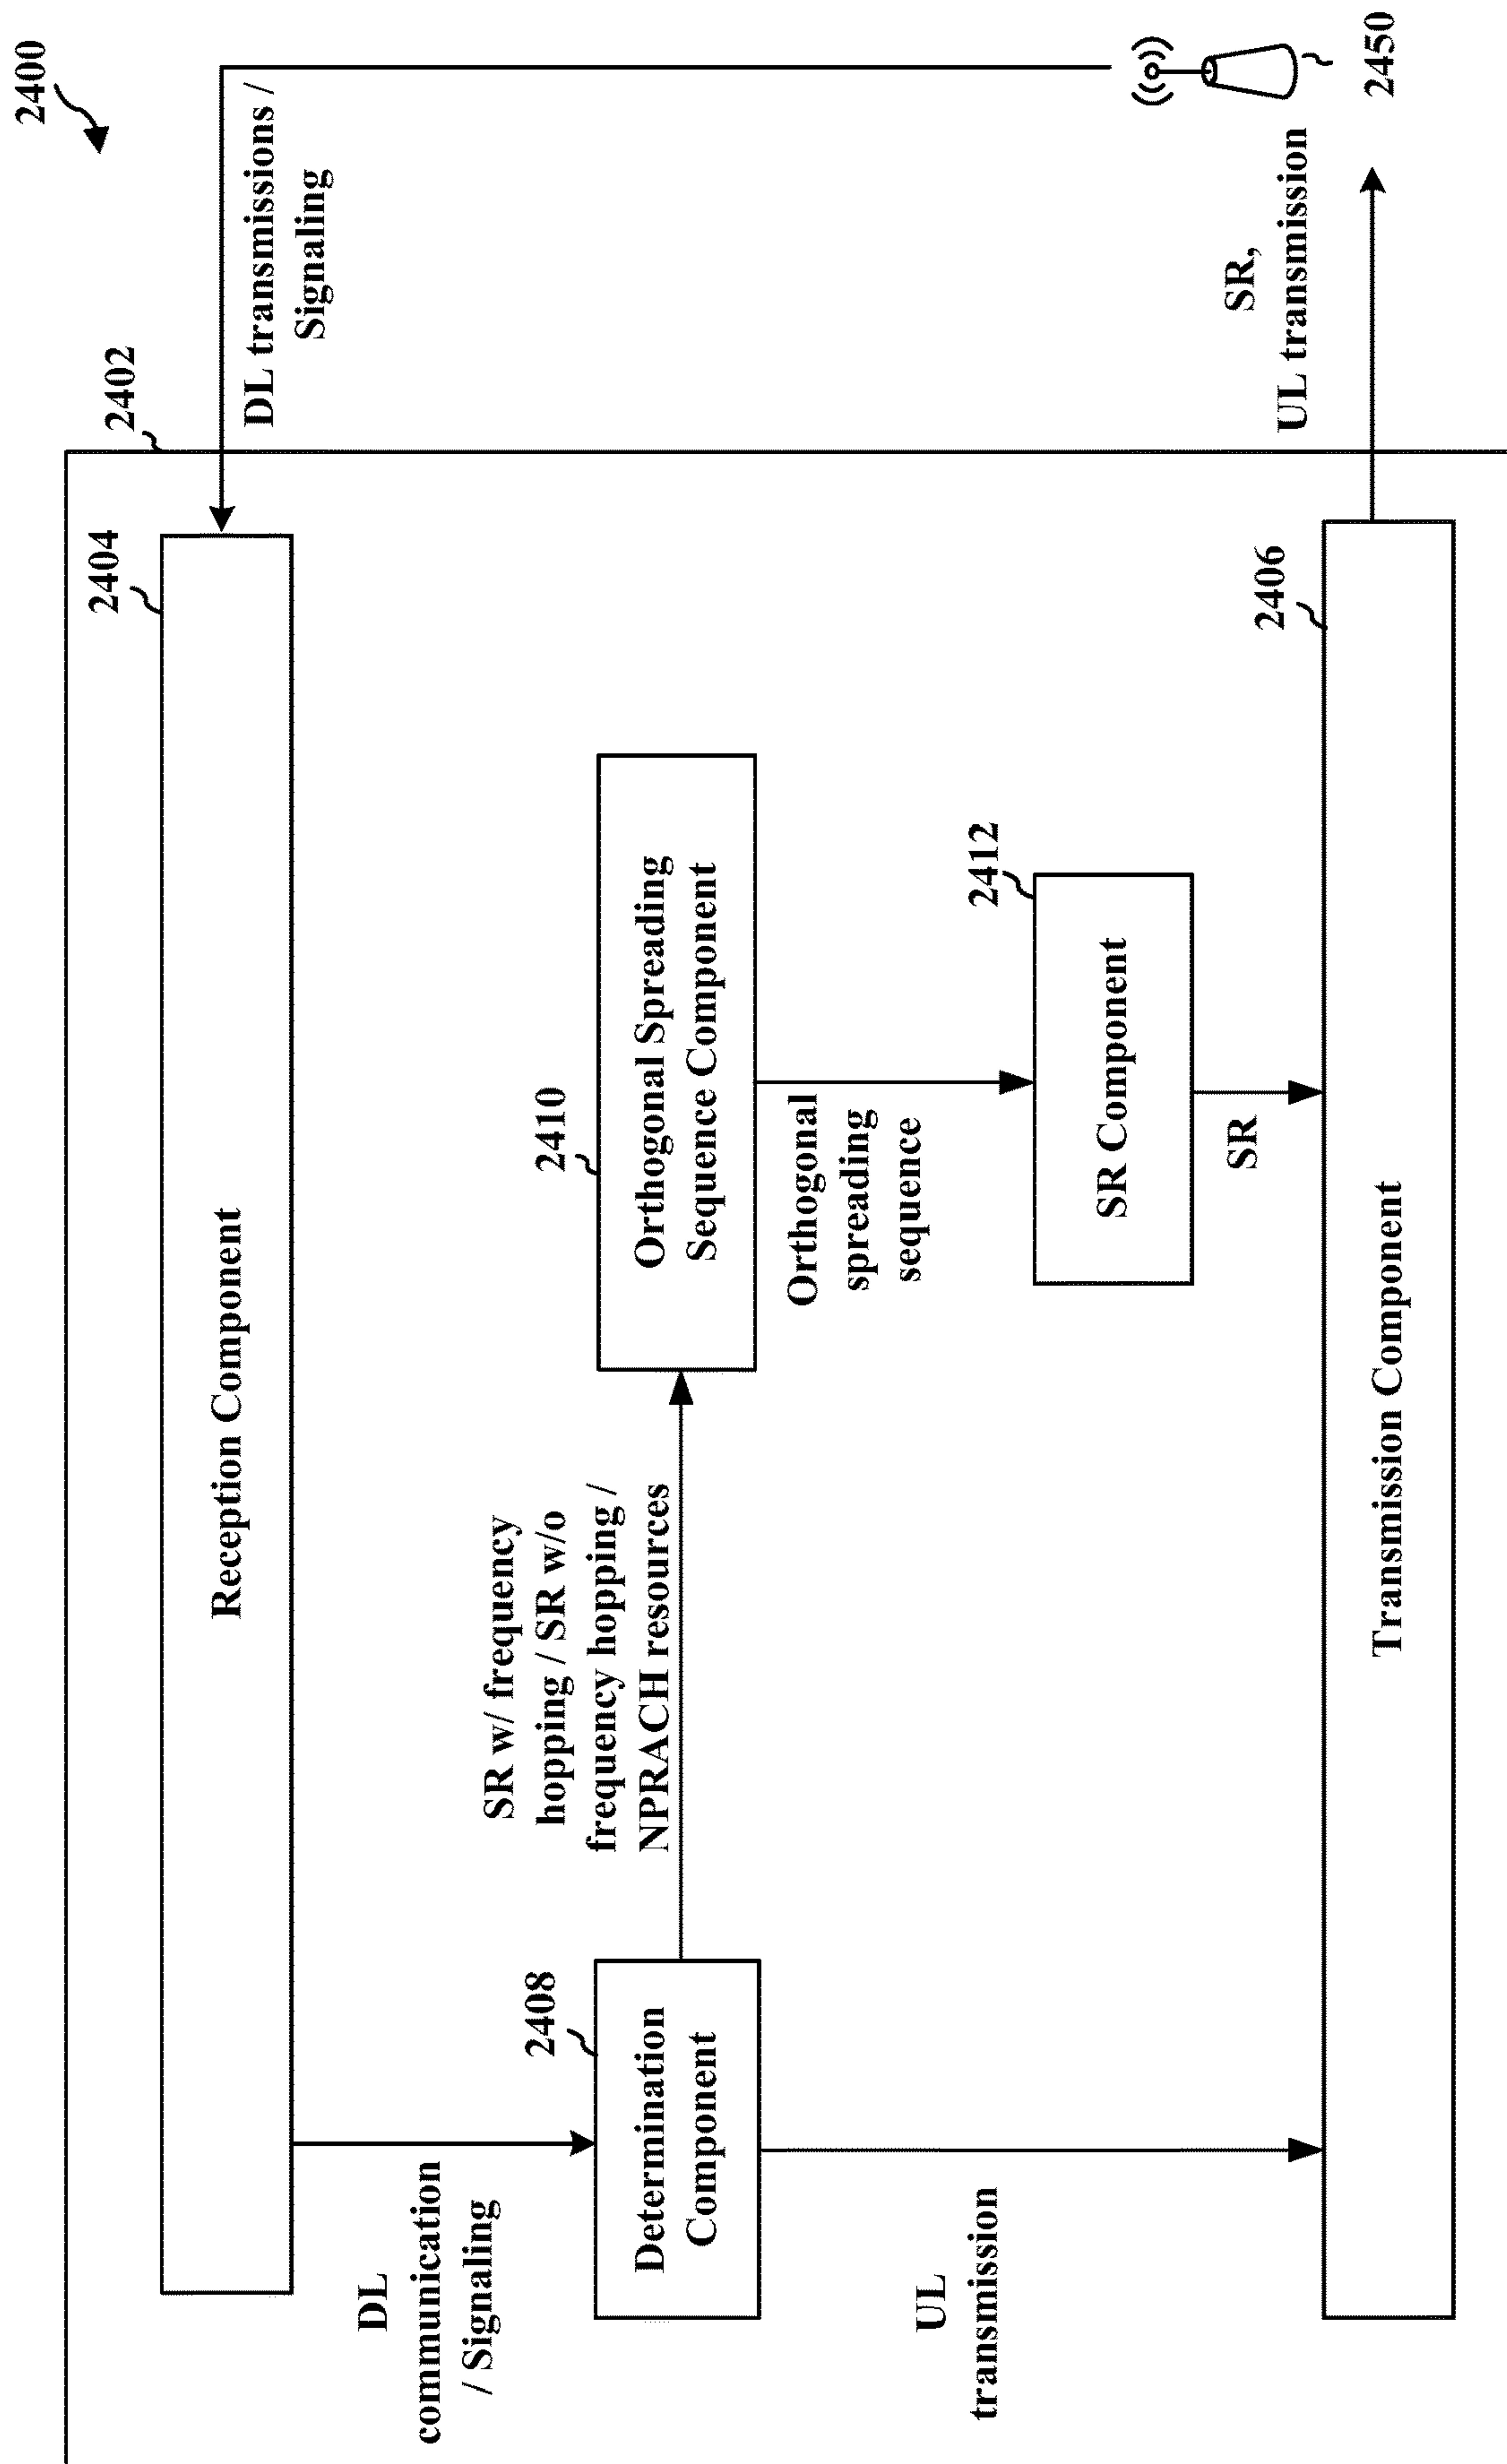 2400
2402
DL transmissions /
Signaling
2404
Reception Component
DL
communication
/ Signaling
2408
Determination
Component
SR w/ frequency
hopping / SR w/o
frequency hopping /
NPRACH resources
2410
Orthogonal Spreading
Sequence Component
Orthogonal
spreading
sequence
2412
SR Component
SR
UL
transmission
2406
Transmission Component
SR,
UL transmission
2450